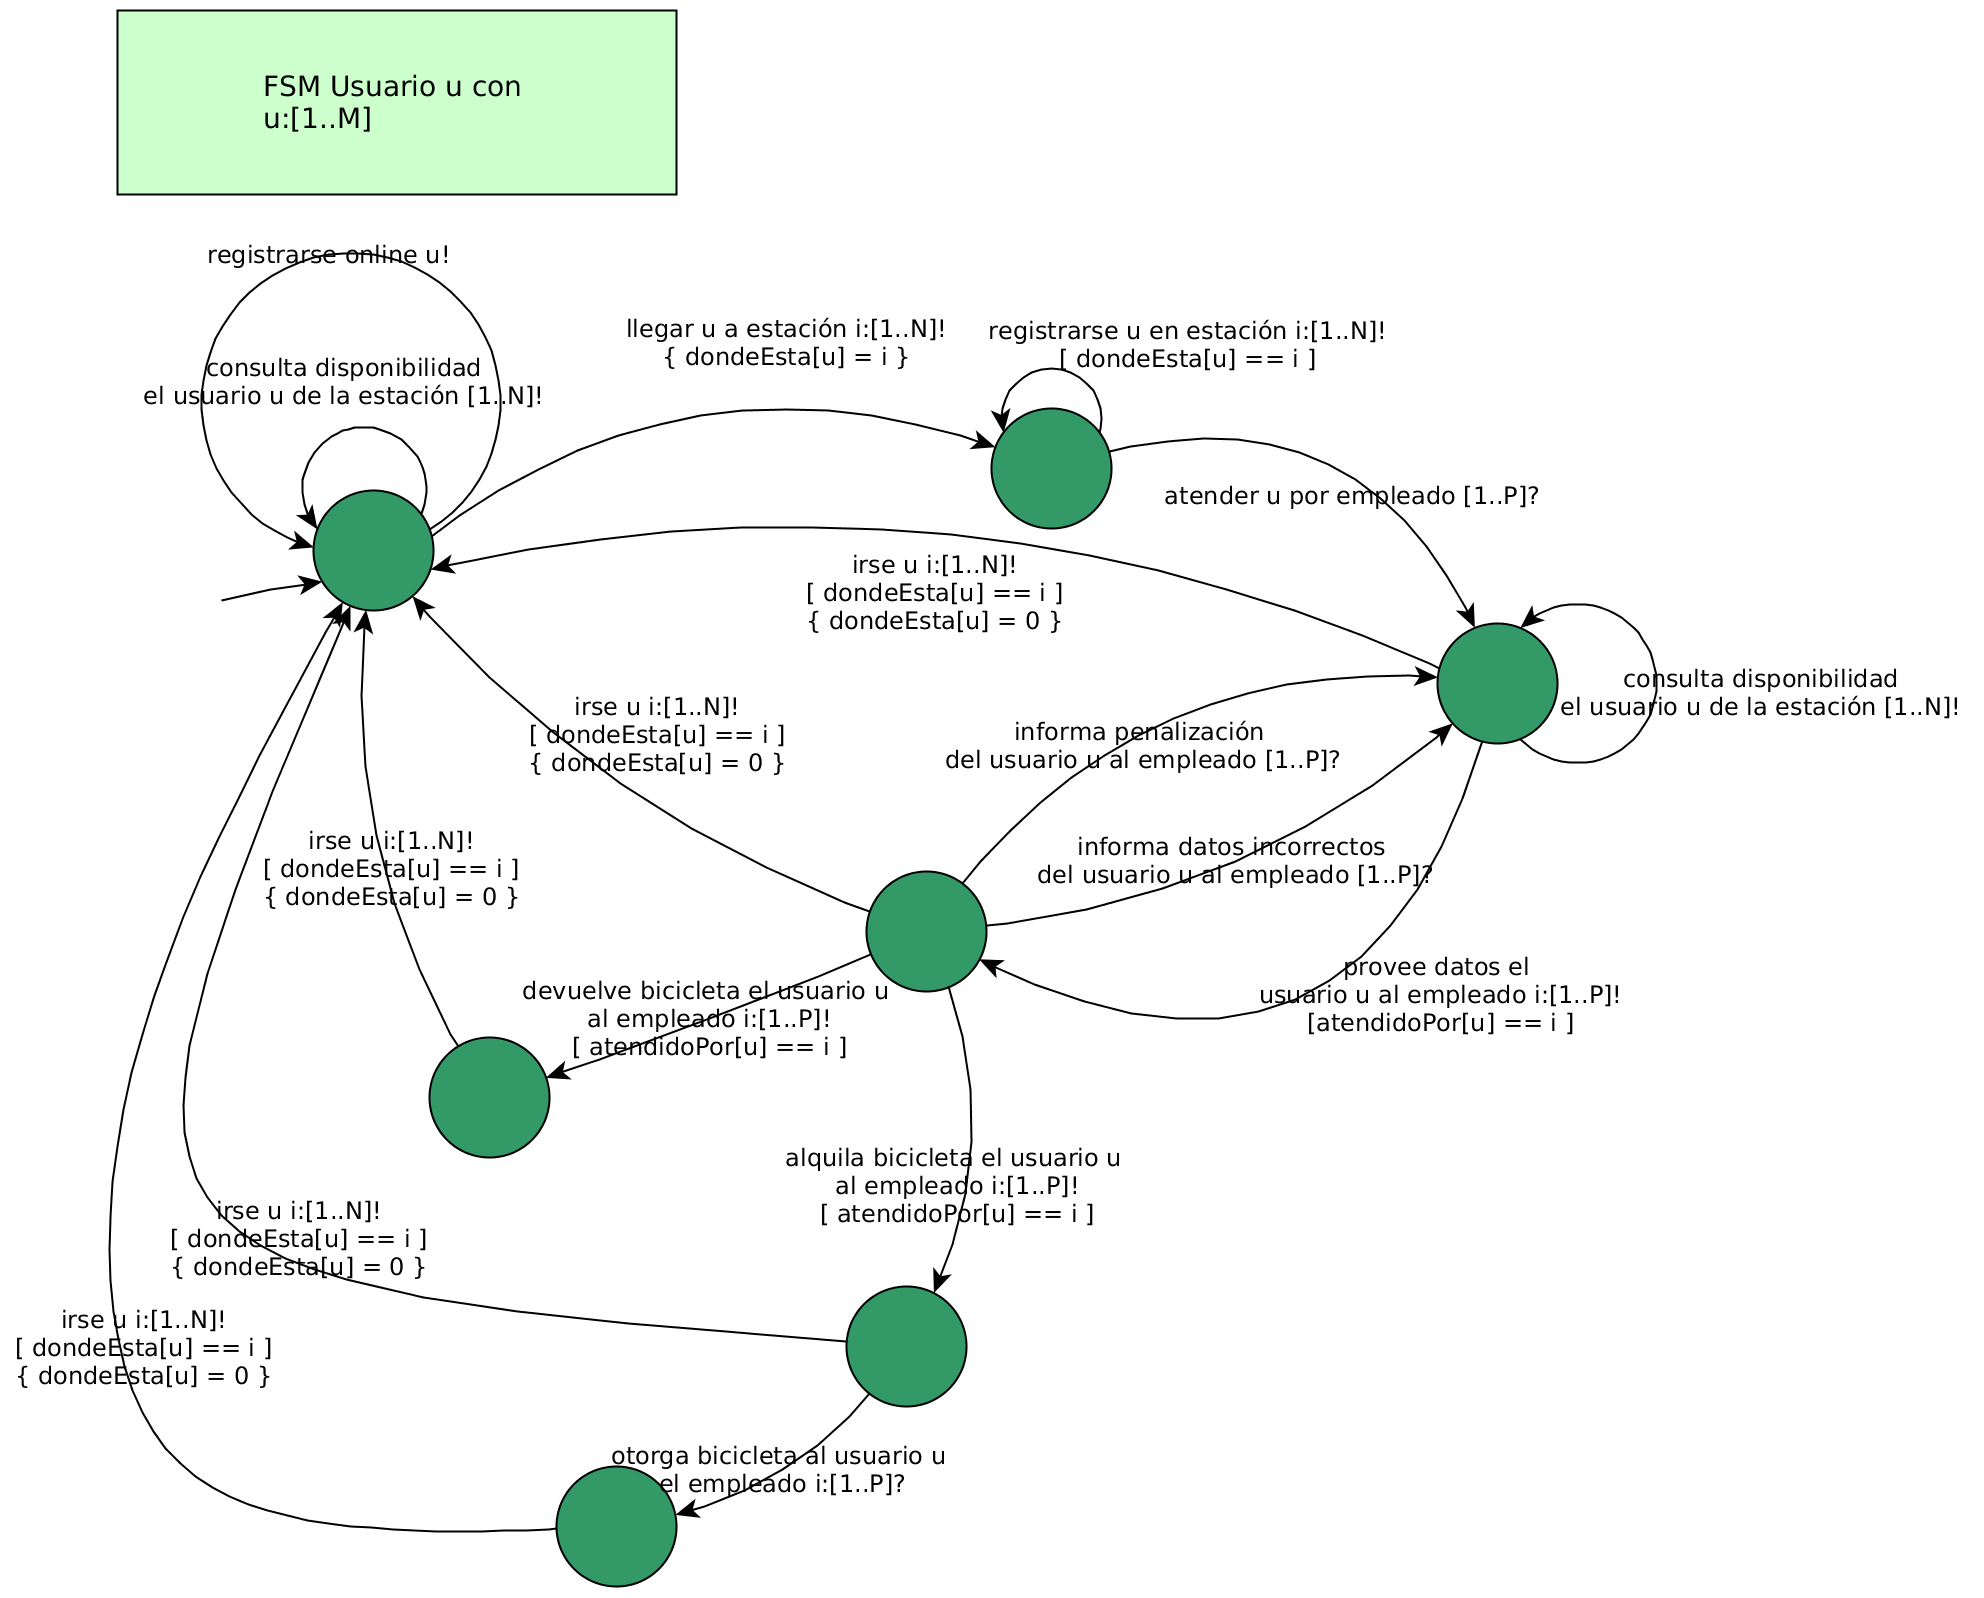 FSM Usuario u con
u:[1..M]
registrarse online u!
consulta disponibilidad
el usuario u de la estación [1..N]!
llegar u a estación i:[1..N]!
{ dondeEsta[u] = i }
registrarse u en estación i:[1..N]!
[ dondeEsta[u] == i ]
atender u por empleado [1..P]?
irse u i:[1..N]!
[ dondeEsta[u] == i ]
{ dondeEsta[u] = 0 }
consulta disponibilidad
el usuario u de la estación [1..N]!
irse u i:[1..N]!
[ dondeEsta[u] == i ]
{ dondeEsta[u] = 0 }
informa penalización
del usuario u al empleado [1..P]?
irse u i:[1..N]!
[ dondeEsta[u] == i ]
{ dondeEsta[u] = 0 }
informa datos incorrectos
del usuario u al empleado [1..P]?
devuelve bicicleta el usuario u
al empleado i:[1..P]!
[ atendidoPor[u] == i ]
provee datos el
usuario u al empleado i:[1..P]!
[atendidoPor[u] == i ]
alquila bicicleta el usuario u
al empleado i:[1..P]!
[ atendidoPor[u] == i ]
irse u i:[1..N]!
[ dondeEsta[u] == i ]
{ dondeEsta[u] = 0 }
irse u i:[1..N]!
[ dondeEsta[u] == i ]
{ dondeEsta[u] = 0 }
otorga bicicleta al usuario u
el empleado i:[1..P]?